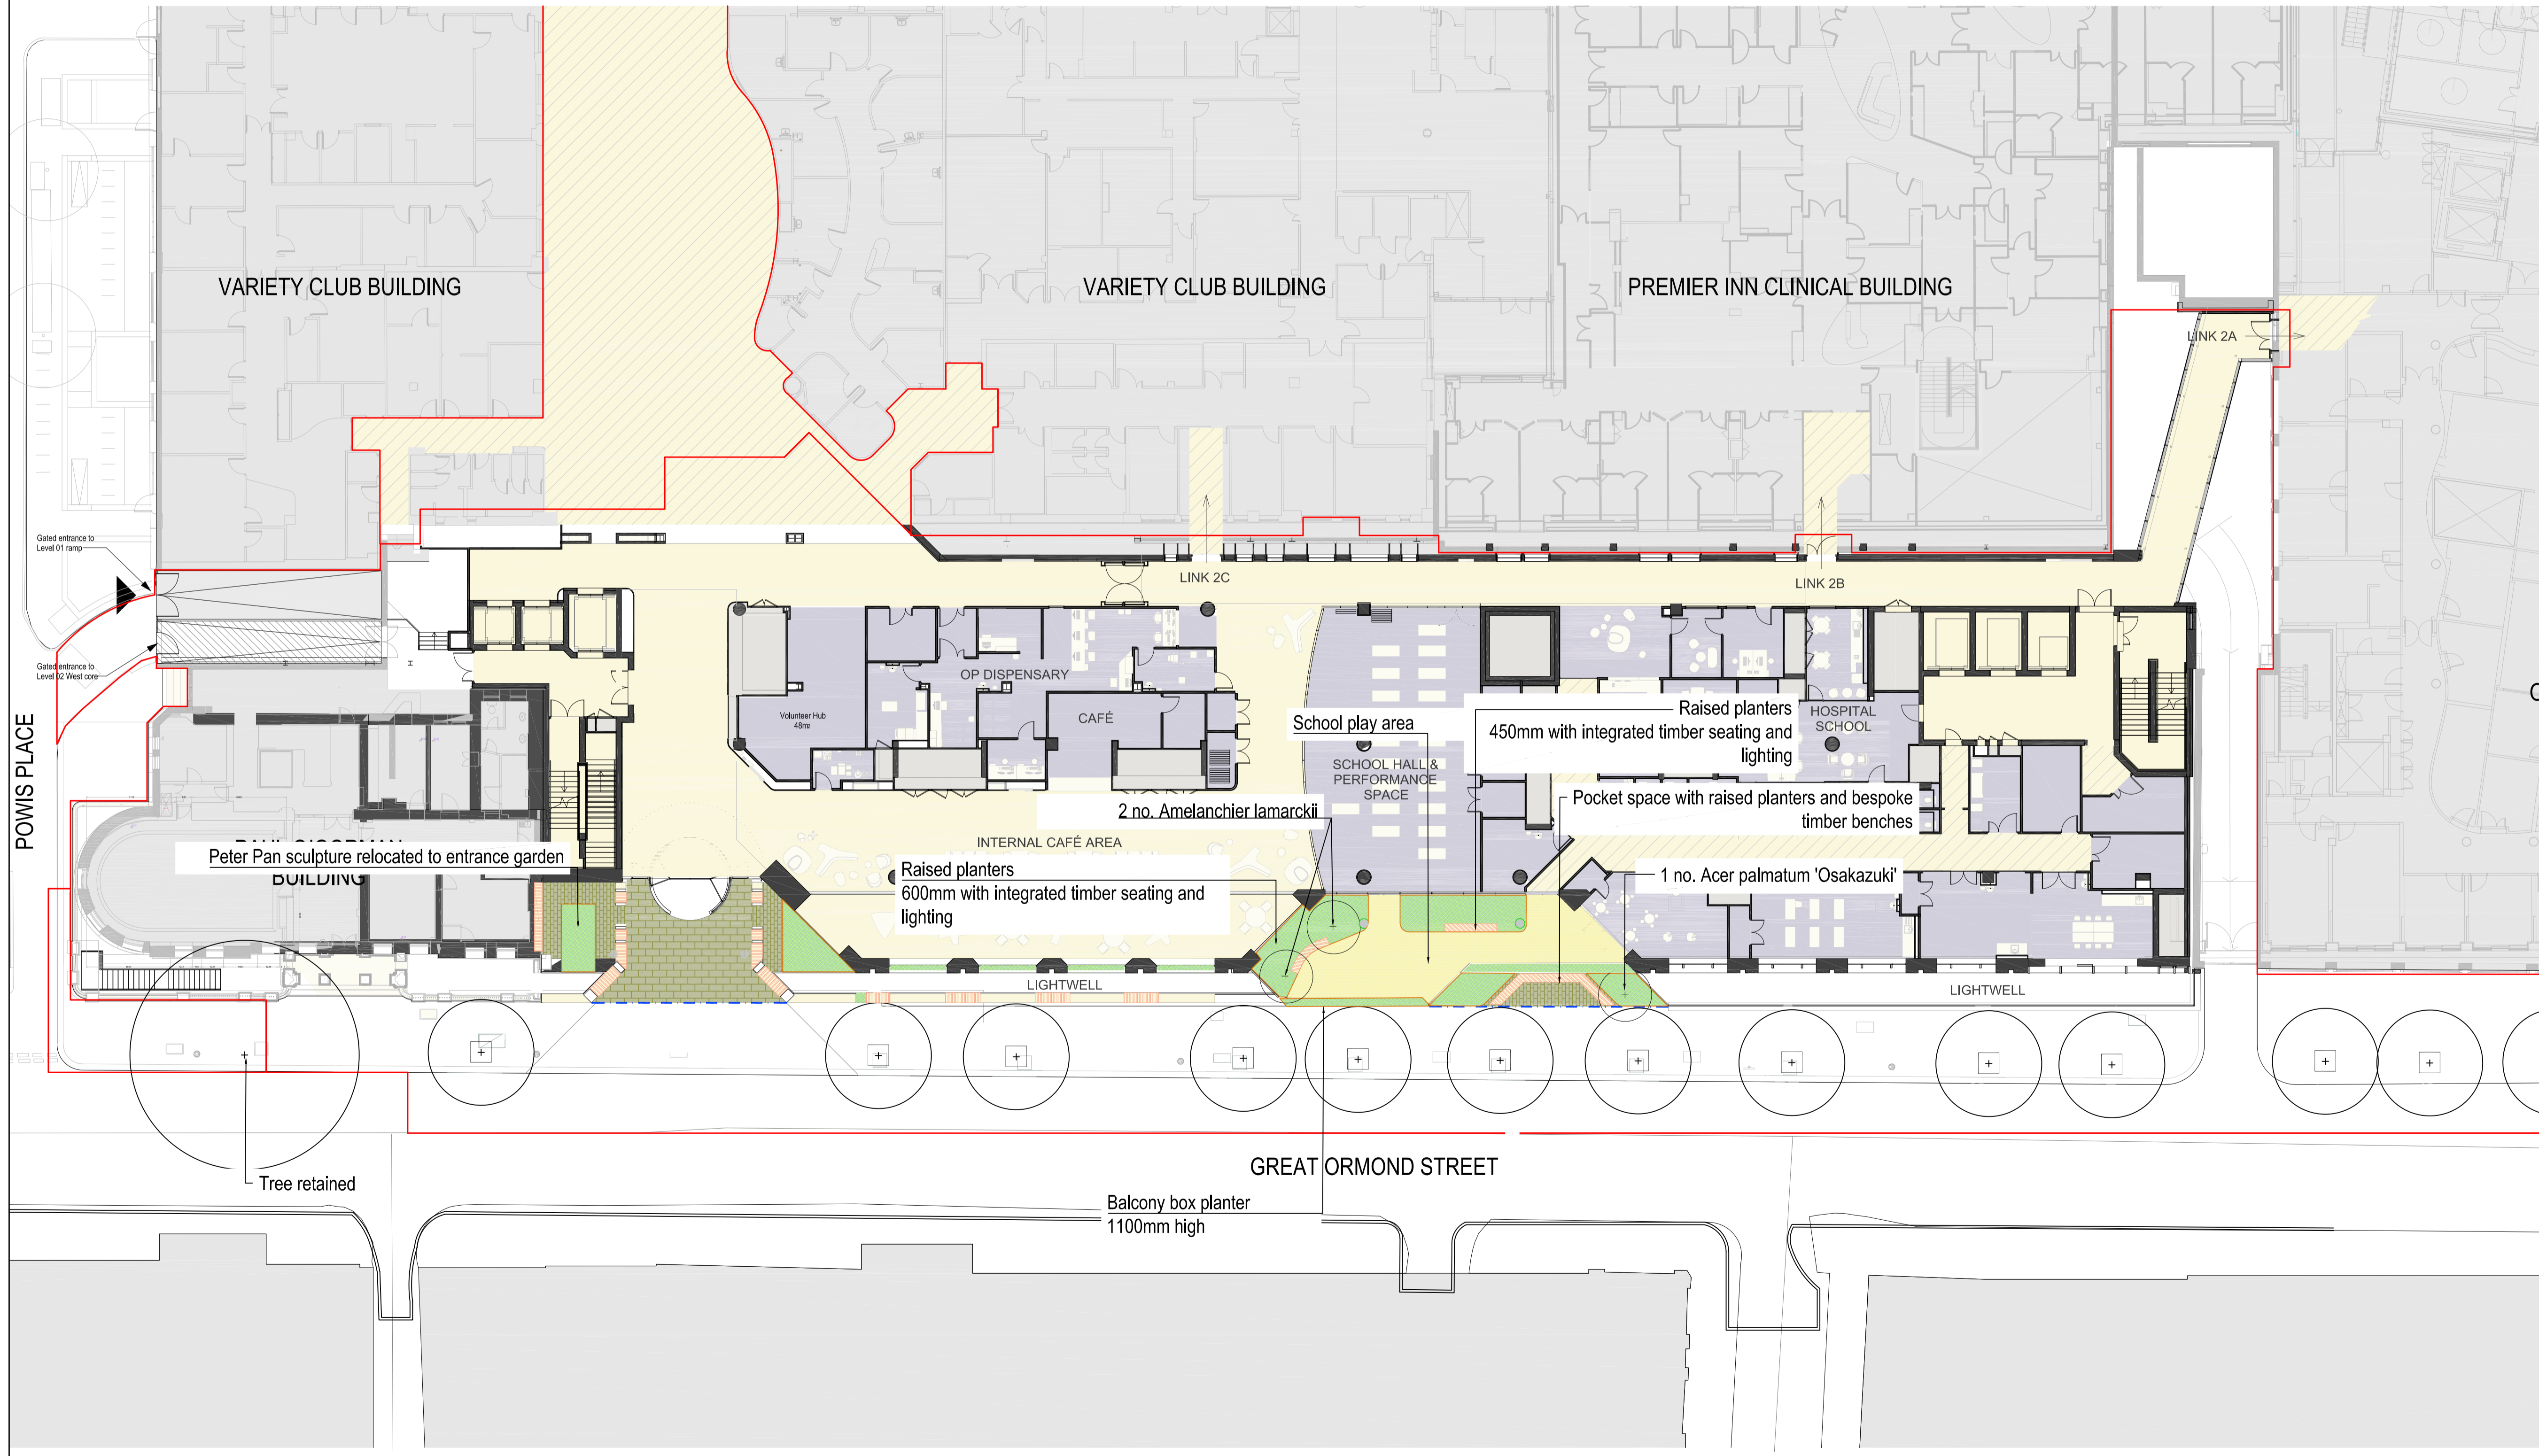 VARIETY CLUB BUILDING
VARIETY CLUB BUILDING
PREMIER INN CLINICAL BUILDING
LINK 2A
Gated entrance to
Level 01 ramp
LINK 2C
LINK 2B
Gated entrance to
Level 02 West core
POWIS PLACE
OP DISPENSARY
Volunteer Hub
48m²
CAFÉ
School play area
Raised planters
450mm with integrated timber seating and
lighting
HOSPITAL
SCHOOL
SCHOOL HALL &
PERFORMANCE
SPACE
2 no. Amelanchier lamarckii
Pocket space with raised planters and bespoke
timber benches
INTERNAL CAFÉ AREA
Peter Pan sculpture relocated to entrance garden
BUILDING
Raised planters
600mm with integrated timber seating and
lighting
1 no. Acer palmatum 'Osakazuki'
LIGHTWELL
LIGHTWELL
GREAT ORMOND STREET
Tree retained
Balcony box planter
1100mm high